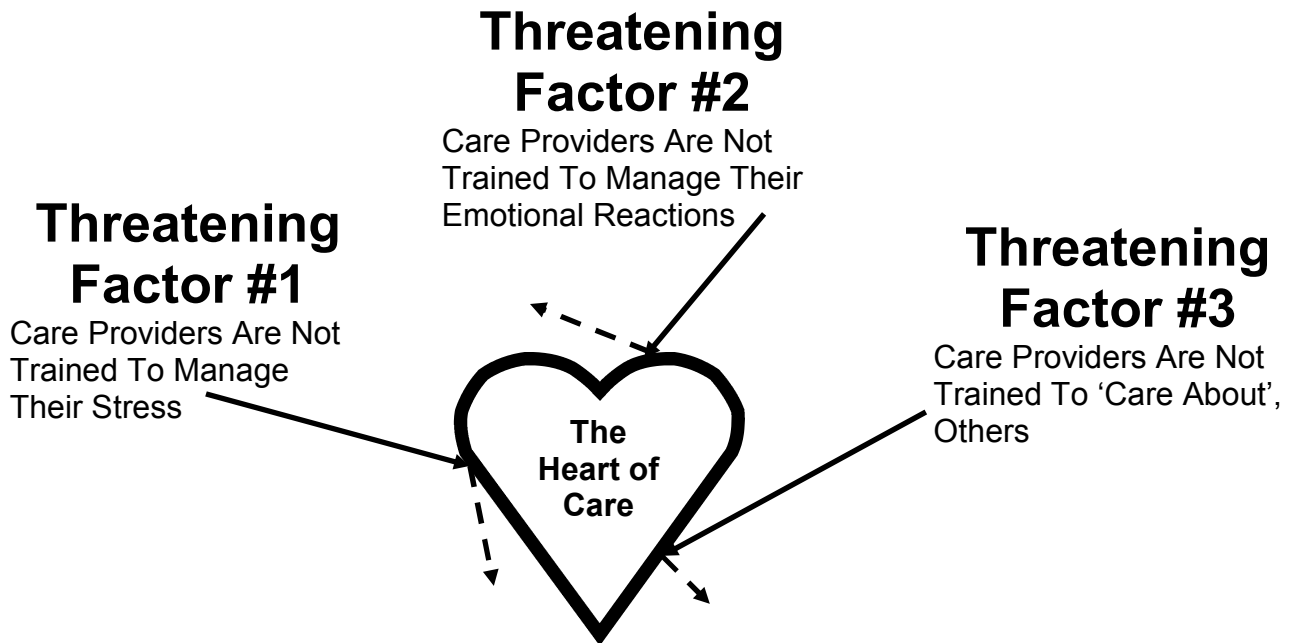 Threatening
Factor #1
Care Providers Are Not
Trained To Manage
Their Stress
Threatening
Factor #2
Care Providers Are Not
Trained To Manage Their
Emotional Reactions
Threatening
Factor #3
Care Providers Are Not
Trained To ‘Care About’,
Others
The
Heart of
Care